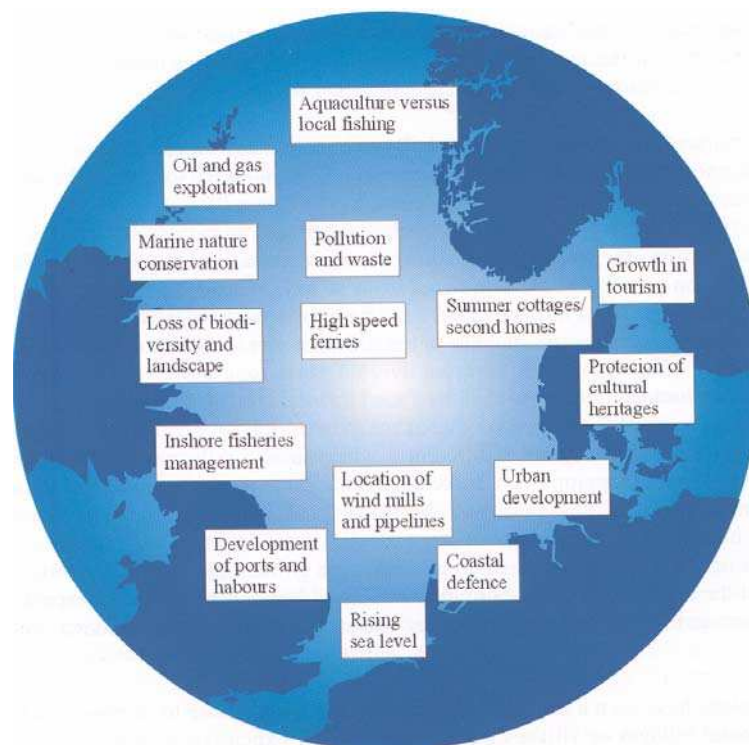 Aquaculture versus
local fishing
Oil and gas
exploitation
Marine nature
conservation
Pollution
and waste
Growth in
tourism
Summer cottages/
second homes
Loss of biodi-
versity and
landscape
High speed
ferries
Protecion of
cultural
heritages
Inshore fisheries
management
Location of
wind mills
and pipelines
Urban
development
Development
of ports and
habours
Coastal
defence
Rising
sea level